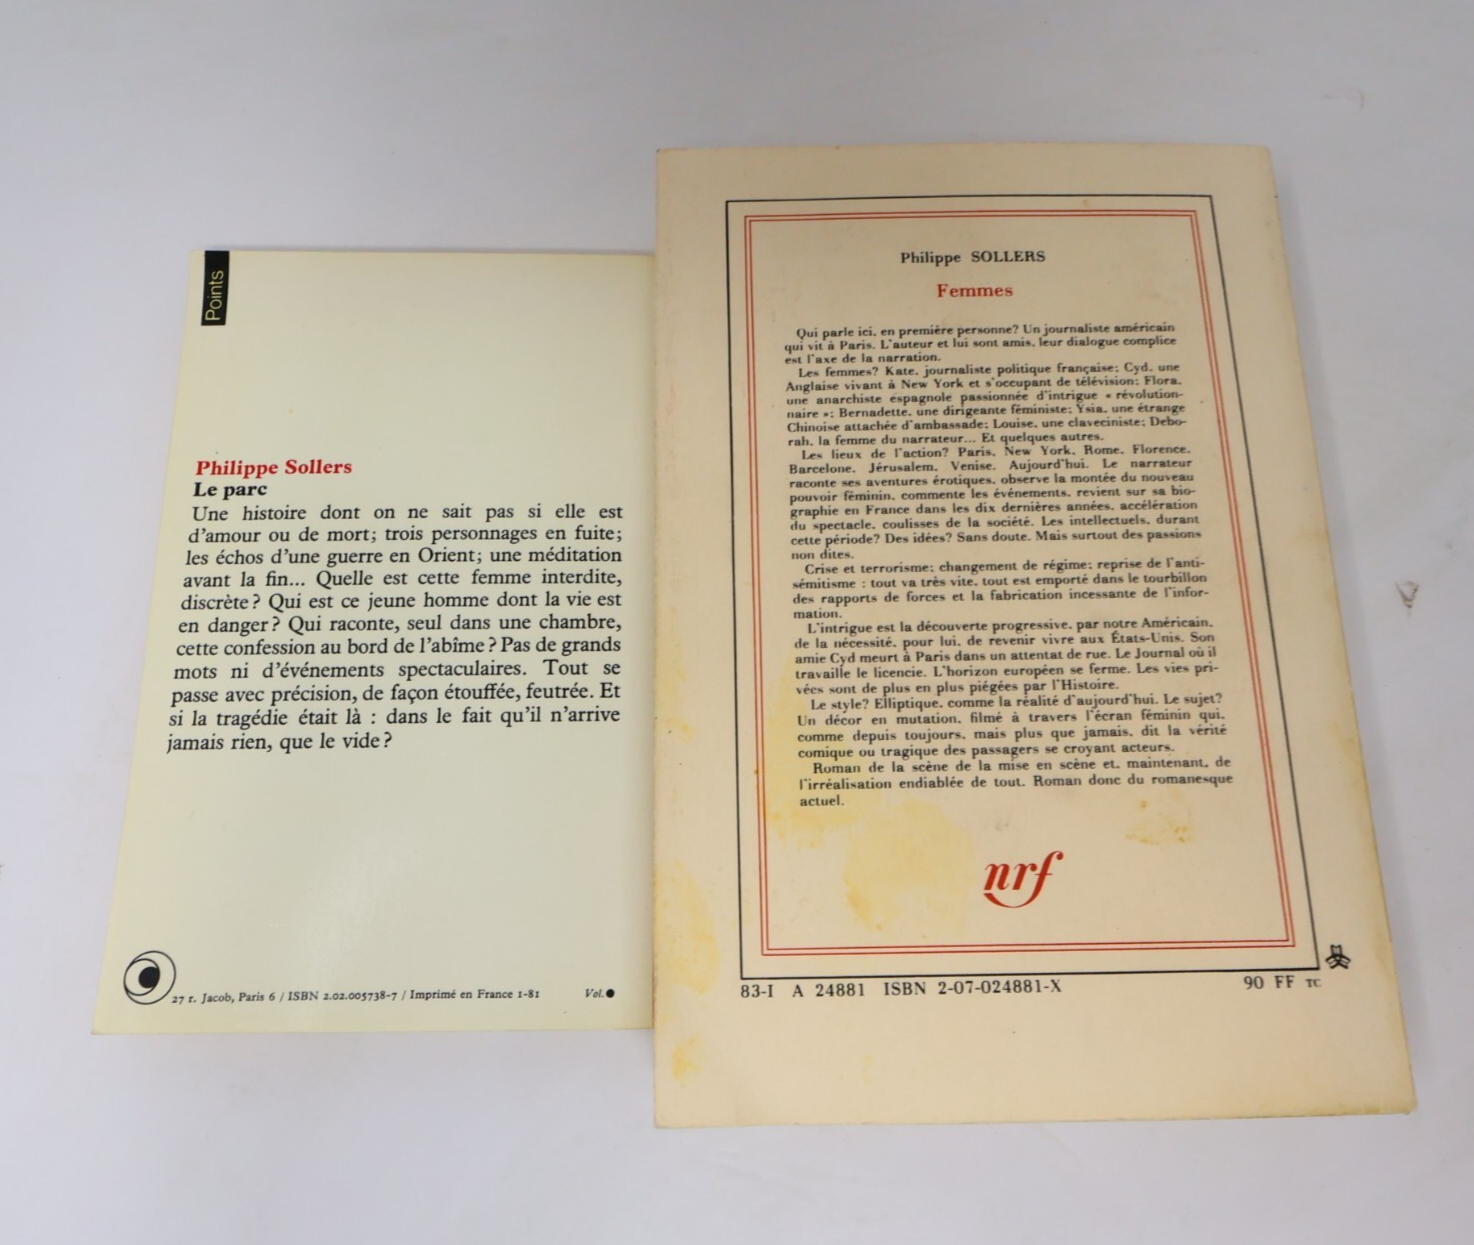 Points
Philippe Sollers
Le parc
Une histoire dont on ne sait pas si elle est
d'amour ou de mort; trois personnages en fuite;
les échos d'une guerre en Orient; une méditation
avant la fin... Quelle est cette femme interdite,
discrète? Qui est ce jeune homme dont la vie est
en danger? Qui raconte, seul dans une chambre,
cette confession au bord de l'abîme? Pas de grands
mots ni d'événements spectaculaires. Tout se
passe avec précision, de façon étouffée, feutrée. Et
si la tragédie était là : dans le fait qu'il n'arrive
jamais rien, que le vide?
27 r. Jacob, Paris 6 / ISBN 2.02.005738-7 / Imprimé en France 1-81
Vol.●
Philippe SOLLERS
Femmes
Qui parle ici, en première personne? Un journaliste américain
qui vit à Paris. L'auteur et lui sont amis, leur dialogue complice
est l'axe de la narration.
Les femmes? Kate, journaliste politique française; Cyd, une
Anglaise vivant à New York et s'occupant de télévision; Flora,
une anarchiste espagnole passionnée d'intrigue « révolution-
naire »; Bernadette, une dirigeante féministe; Ysia, une étrange
Chinoise attachée d'ambassade; Louise, une claveciniste; Debo-
rah, la femme du narrateur... Et quelques autres.
Les lieux de l'action? Paris, New York, Rome, Florence,
Barcelone, Jérusalem, Venise. Aujourd'hui. Le narrateur
raconte ses aventures érotiques, observe la montée du nouveau
pouvoir féminin, commente les événements, revient sur sa bio-
graphie en France dans les dix dernières années, accélération
du spectacle, coulisses de la société. Les intellectuels, durant
cette période? Des idées? Sans doute. Mais surtout des passions
non dites.
Crise et terrorisme; changement de régime; reprise de l'anti-
sémitisme : tout va très vite, tout est emporté dans le tourbillon
des rapports de forces et la fabrication incessante de l'infor-
mation.
L'intrigue est la découverte progressive, par notre Américain,
de la nécessité, pour lui, de revenir vivre aux États-Unis. Son
amie Cyd meurt à Paris dans un attentat de rue. Le Journal où il
travaille le licencie. L'horizon européen se ferme. Les vies pri-
vées sont de plus en plus piégées par l'Histoire.
Le style? Elliptique, comme la réalité d'aujourd'hui. Le sujet?
Un décor en mutation, filmé à travers l'écran féminin qui,
comme depuis toujours, mais plus que jamais, dit la vérité
comique ou tragique des passagers se croyant acteurs.
Roman de la scène de la mise en scène et, maintenant, de
l'irréalisation endiablée de tout. Roman donc du romanesque
actuel.
nrf
83-I A 24881 ISBN 2-07-024881-X
90 FF TC